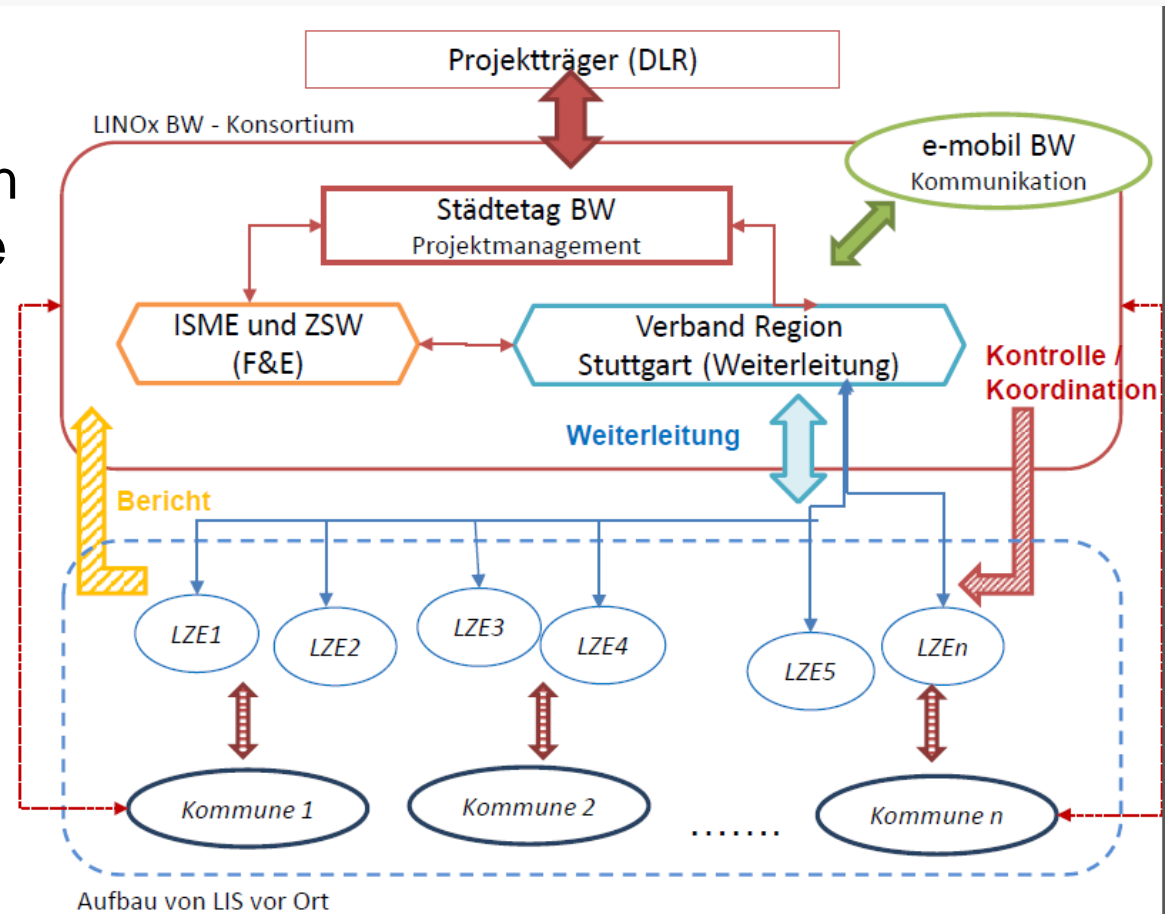 Projektträger (DLR)
LINOx BW - Konsortium
e-mobil BW
Kommunikation
n
e
Städtetag BW
Projektmanagement
ISME und ZSW
(F&E)
Verband Region
Stuttgart (Weiterleitung)
Kontrolle /
Koordination
Weiterleitung
Bericht
LZE1
LZE2
LZE3
LZE4
LZE5
LZEn
Kommune 1
Kommune 2
.......
Kommune n
Aufbau von LIS vor Ort